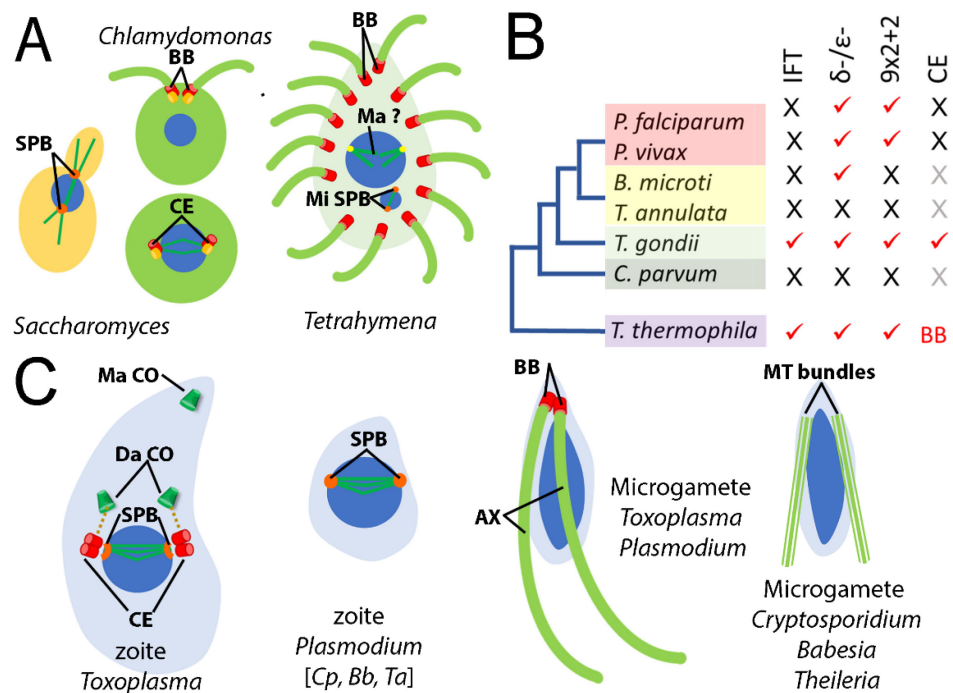 A
Chlamydomonas
BB
SPB
CE
Saccharomyces
BB
Ma ?
Mi SPB
Tetrahymena
B
IFT
δ-/ε-
9x2+2
CE
P. falciparum X ✓ ✓ X
P. vivax X ✓ ✓ X
B. microti X ✓ X X
T. annulata X X X X
T. gondii ✓ ✓ ✓ ✓
C. parvum X X X X
T. thermophila ✓ ✓ ✓ BB
C
Ma CO
Da CO
SPB
CE
zoite
Toxoplasma
SPB
zoite
Plasmodium
[Cp, Bb, Ta]
BB
AX
Microgamete
Toxoplasma
Plasmodium
MT bundles
Microgamete
Cryptosporidium
Babesia
Theileria